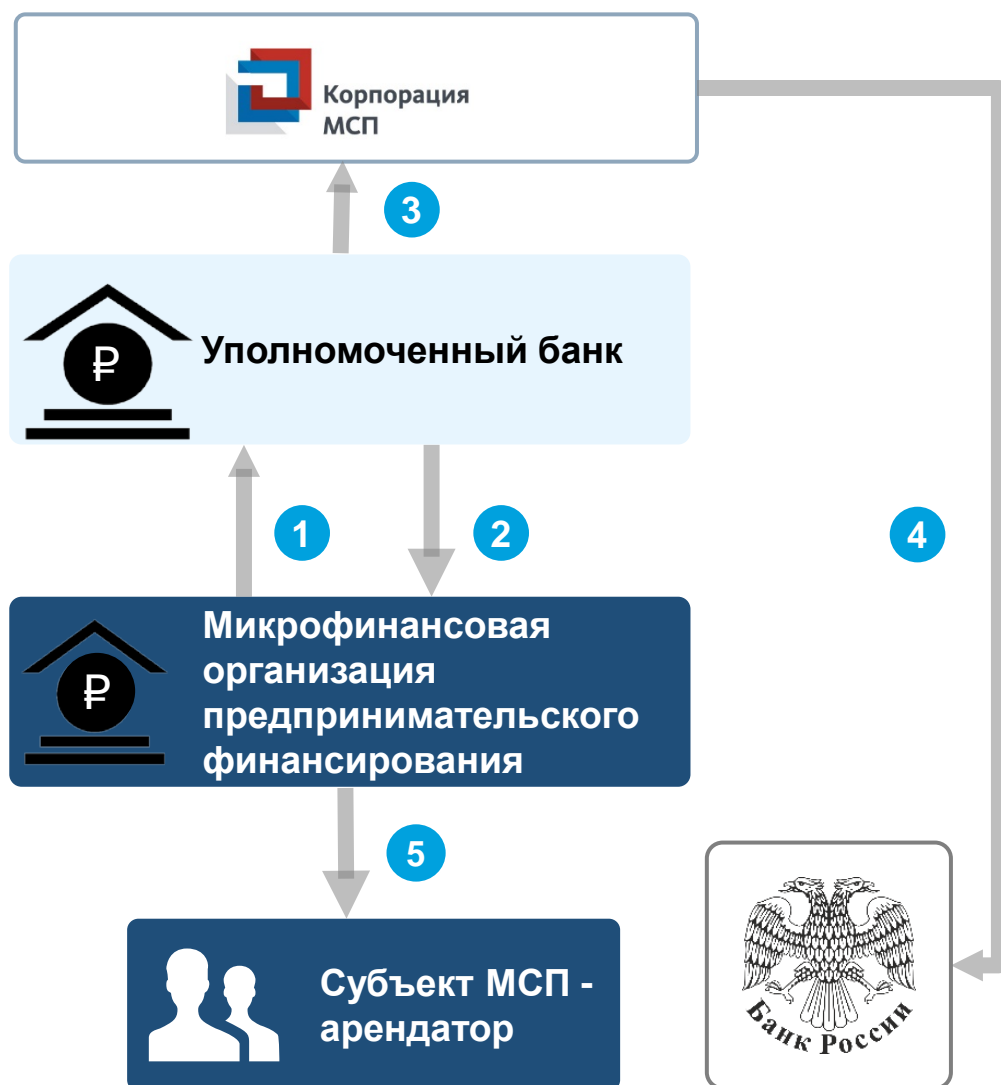 Корпорация
МСП
3
₽
Уполномоченный банк
1
2
4
₽
Микрофинансовая
организация
предпринимательского
финансирования
5
Субъект МСП -
арендатор
Банк России